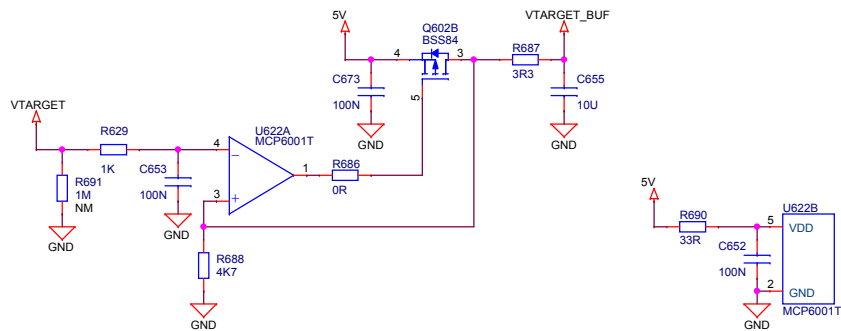 5V
Q602B
BSS84
VTARGET_BUF
4
3
R687
3R3
C673
100N
5
C655
10U
GND
GND
VTARGET
R629
1K
U622A
MCP6001T
4
C653
100N
1
R686
0R
3
R691
1M
NM
GND
GND
R688
4K7
GND
5V
R690
33R
U622B
5
VDD
C652
100N
2
GND
GND
MCP6001T